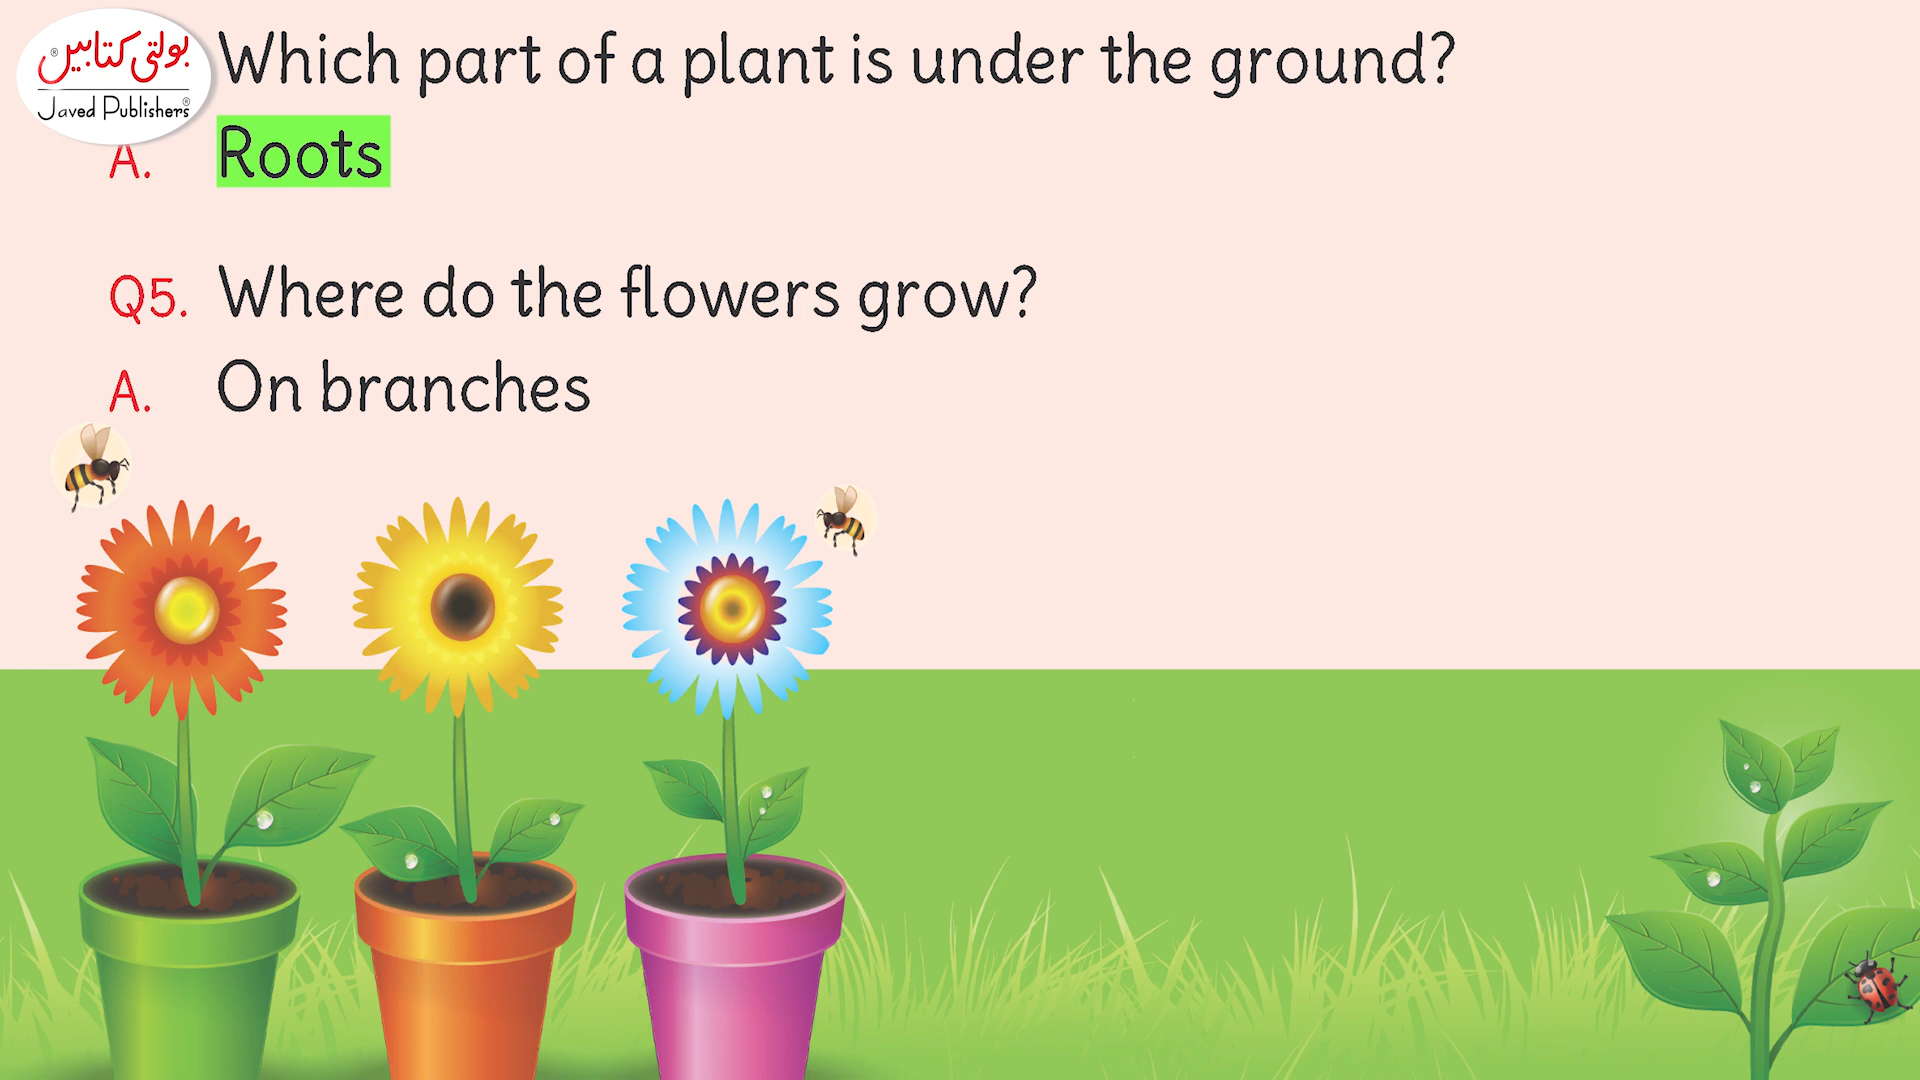 بولتی کتابیں®
Javed Publishers®
Which part of a plant is under the ground?
A. Roots
Q5. Where do the flowers grow?
A. On branches